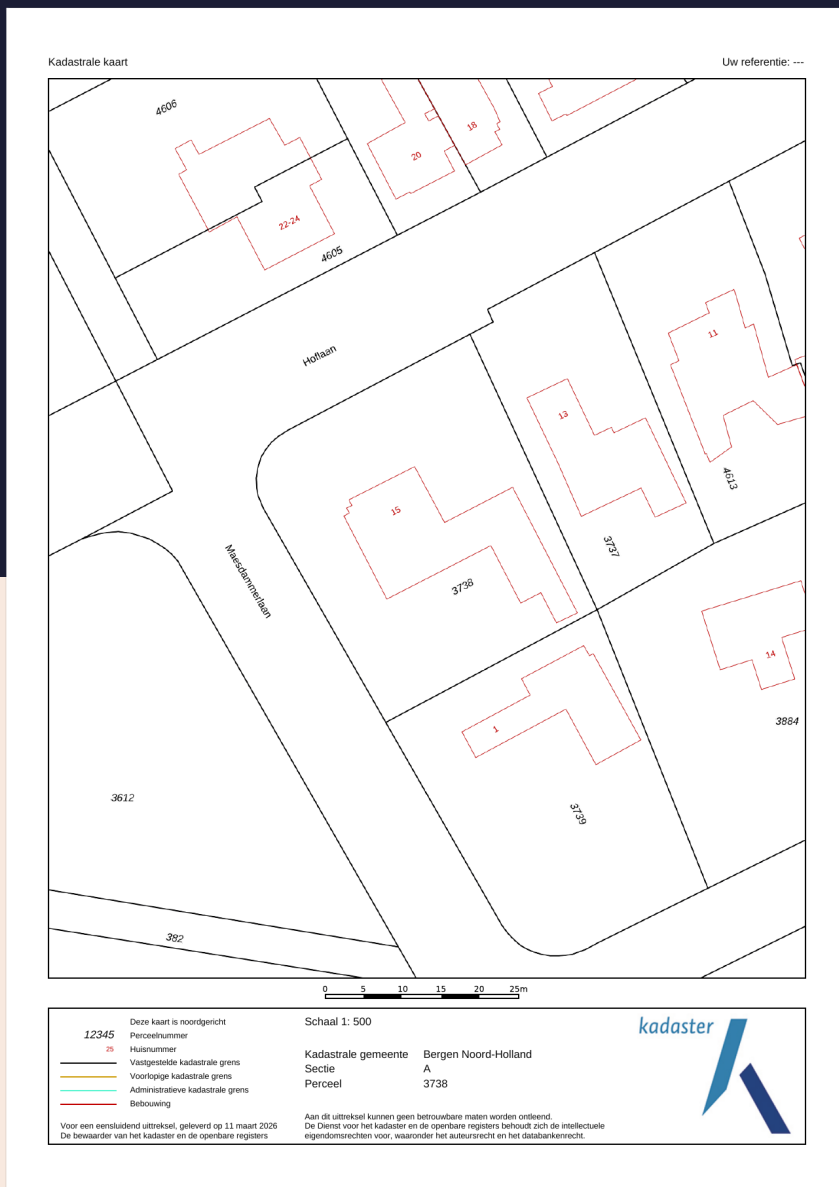 Kadastrale kaart
Uw referentie: ---
4606
20
18
22-24
4605
Hoflaan
11
13
4613
15
3737
Maesdammerlaan
3738
14
1
3884
3612
3739
382
0 5 10 15 20 25m
Deze kaart is noordgericht
12345 Perceelnummer
25 Huisnummer
Vastgestelde kadastrale grens
Voorlopige kadastrale grens
Administratieve kadastrale grens
Bebouwing
Voor een eensluidend uittreksel, geleverd op 11 maart 2026
De bewaarder van het kadaster en de openbare registers
Schaal 1: 500
Kadastrale gemeente Bergen Noord-Holland
Sectie A
Perceel 3738
Aan dit uittreksel kunnen geen betrouwbare maten worden ontleend.
De Dienst voor het kadaster en de openbare registers behoudt zich de intellectuele
eigendomsrechten voor, waaronder het auteursrecht en het databankenrecht.
kadaster